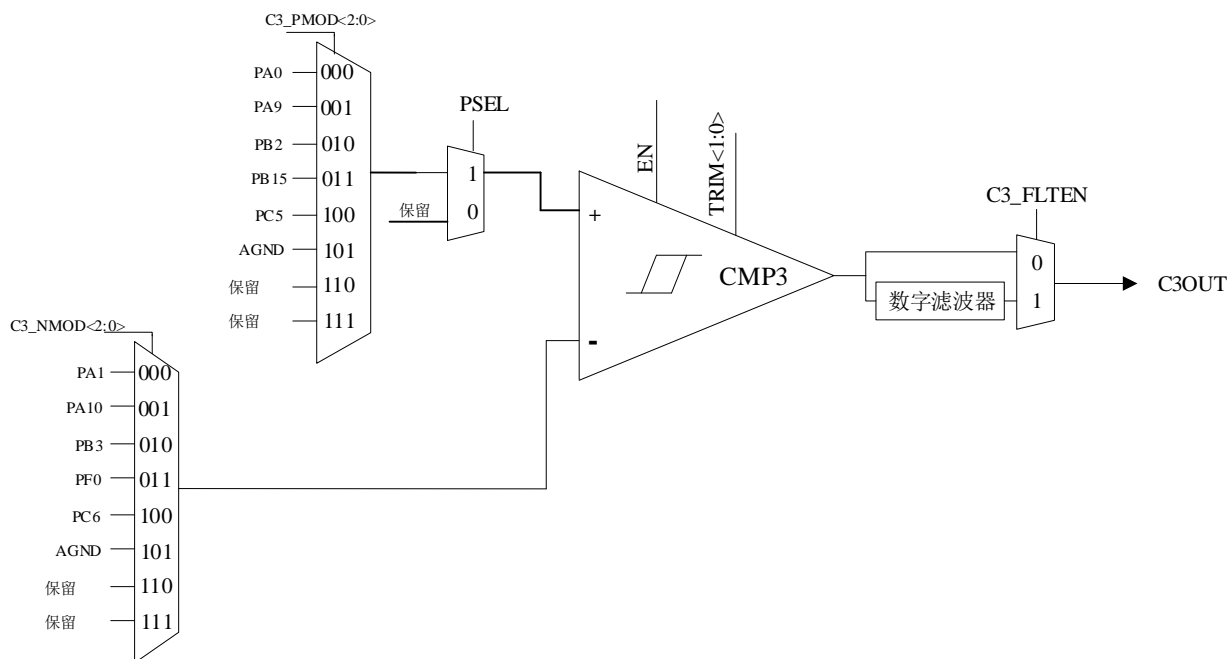 C3_PMOD<2:0>
PA0 000
PA9 001
PB2 010
PB15 011
PC5 100
AGND 101
保留 110
保留 111
PSEL
1
保留 0
EN
TRIM<1:0>
+
CMP3
-
C3_FLTEN
0
数字滤波器 1
C3OUT
C3_NMOD<2:0>
PA1 000
PA10 001
PB3 010
PF0 011
PC6 100
AGND 101
保留 110
保留 111